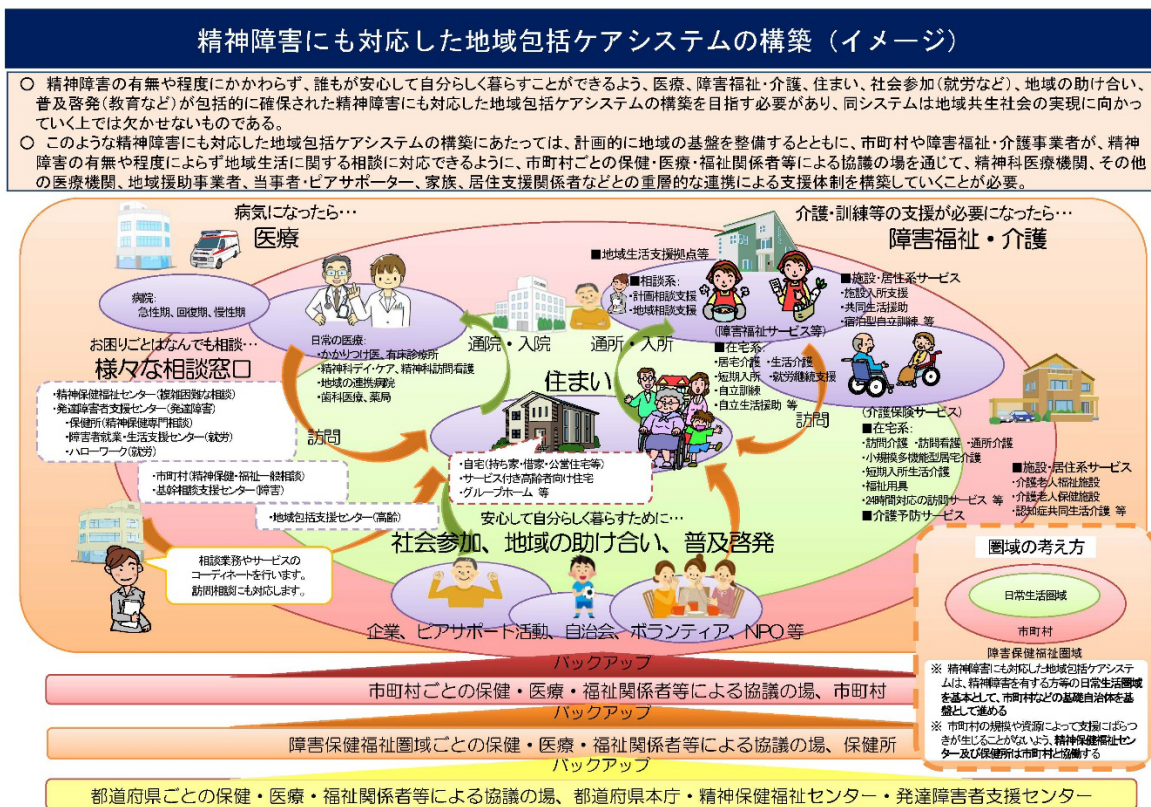 精神障害にも対応した地域包括ケアシステムの構築（イメージ）
○ 精神障害の有無や程度にかかわらず、誰もが安心して自分らしく暮らすことができるよう、医療、障害福祉・介護、住まい、社会参加（就労など）、地域の助け合い、
普及啓発（教育など）が包括的に確保された精神障害にも対応した地域包括ケアシステムの構築を目指す必要があり、同システムは地域共生社会の実現に向かっ
ていく上では欠かせないものである。
○ このような精神障害にも対応した地域包括ケアシステムの構築にあたっては、計画的に地域の基盤を整備するとともに、市町村や障害福祉・介護事業者が、精神
障害の有無や程度によらず地域生活に関する相談に対応できるように、市町村ごとの保健・医療・福祉関係者等による協議の場を通じて、精神科医療機関、その他
の医療機関、地域援助事業者、当事者・ピアサポーター、家族、居住支援関係者などとの重層的な連携による支援体制を構築していくことが必要。
病気になったら…
医療
病院:
急性期、回復期、慢性期
日常の医療:
・かかりつけ医、有床診療所
・精神科デイ・ケア、精神科訪問看護
・地域の連携病院
・歯科医療、薬局
お困りごとはなんでも相談…
様々な相談窓口
・精神保健福祉センター（複雑困難な相談）
・発達障害者支援センター（発達障害）
・保健所（精神保健専門相談）
・障害者就業・生活支援センター（就労）
・ハローワーク（就労）
・市町村（精神保健・福祉一般相談）
・基幹相談支援センター（障害）
・地域包括支援センター（高齢）
相談業務やサービスの
コーディネートを行います。
訪問相談にも対応します。
訪問
通院・入院
通所・入所
住まい
・自宅（持ち家・借家・公営住宅等）
・サービス付き高齢者向け住宅
・グループホーム 等
訪問
介護・訓練等の支援が必要になったら…
障害福祉・介護
■地域生活支援拠点等
■相談系:
・計画相談支援
・地域相談支援
（障害福祉サービス等）
■在宅系:
・居宅介護 ・生活介護
・短期入所 ・就労継続支援
・自立訓練
・自立生活援助 等
■施設・居住系サービス
・施設入所支援
・共同生活援助
・宿泊型自立訓練 等
（介護保険サービス）
■在宅系:
・訪問介護 ・訪問看護 ・通所介護
・小規模多機能型居宅介護
・短期入所生活介護
・福祉用具
・24時間対応の訪問サービス 等
■介護予防サービス
■施設・居住系サービス
・介護老人福祉施設
・介護老人保健施設
・認知症共同生活介護 等
安心して自分らしく暮らすために…
社会参加、地域の助け合い、普及啓発
企業、ピアサポート活動、自治会、ボランティア、NPO 等
バックアップ
市町村ごとの保健・医療・福祉関係者等による協議の場、市町村
バックアップ
障害保健福祉圏域ごとの保健・医療・福祉関係者等による協議の場、保健所
バックアップ
都道府県ごとの保健・医療・福祉関係者等による協議の場、都道府県本庁・精神保健福祉センター・発達障害者支援センター
圏域の考え方
日常生活圏域
市町村
障害保健福祉圏域
※ 精神障害にも対応した地域包括ケアシステ
ムは、精神障害を有する方等の日常生活圏域
を基本として、市町村などの基礎自治体を基
盤として進める
※ 市町村の規模や資源によって支援にばらつ
きが生じることがないよう、精神保健福祉セン
ター及び保健所は市町村と協働する